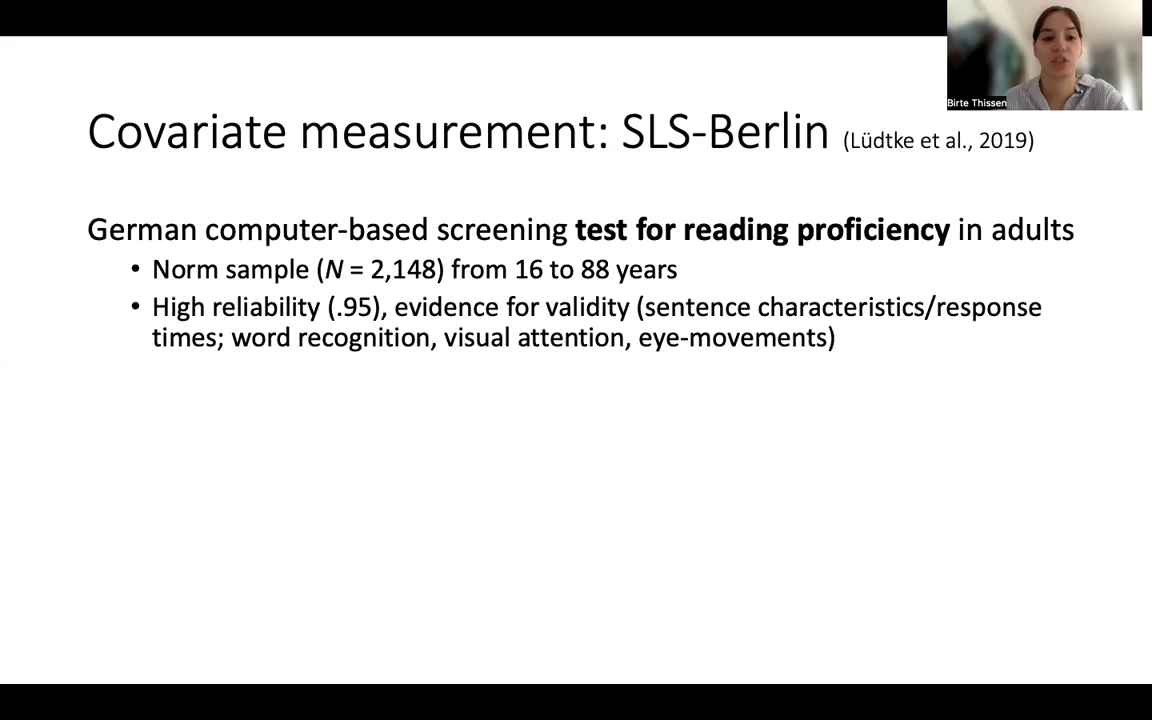 Birte Thissen
Covariate measurement: SLS-Berlin (Lüdtke et al., 2019)
German computer-based screening test for reading proficiency in adults
• Norm sample (N = 2,148) from 16 to 88 years
• High reliability (.95), evidence for validity (sentence characteristics/response
times; word recognition, visual attention, eye-movements)